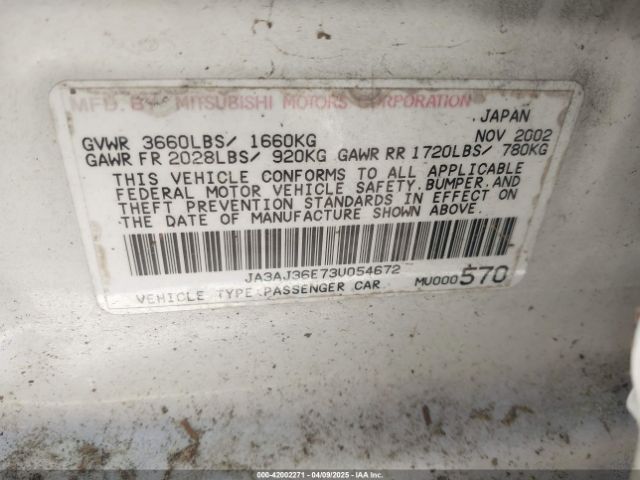 MFD. BY MITSUBISHI MOTORS CORPORATION
JAPAN
GVWR 3660LBS/ 1660KG NOV 2002
GAWR FR 2028LBS/ 920KG GAWR RR 1720LBS/ 780KG
THIS VEHICLE CONFORMS TO ALL APPLICABLE
FEDERAL MOTOR VEHICLE SAFETY, BUMPER, AND
THEFT PREVENTION STANDARDS IN EFFECT ON
THE DATE OF MANUFACTURE SHOWN ABOVE.
JA3AJ36E73U054672
VEHICLE TYPE:PASSENGER CAR MU000570
000-42002271 - 04/09/2025 - IAA Inc.